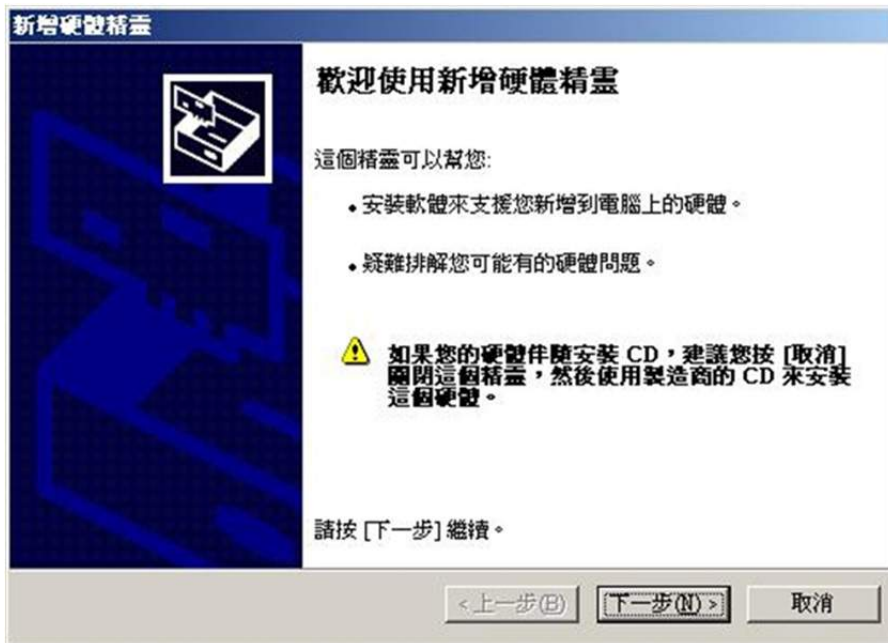 新增硬體精靈
歡迎使用新增硬體精靈
這個精靈可以幫您:
•安裝軟體來支援您新增到電腦上的硬體。
•疑難排解您可能有的硬體問題。
如果您的硬體伴隨安裝 CD，建議您按 [取消]
關閉這個精靈，然後使用製造商的 CD 來安裝
這個硬體。
請按 [下一步] 繼續。
<上一步(B)
下一步(N)>
取消